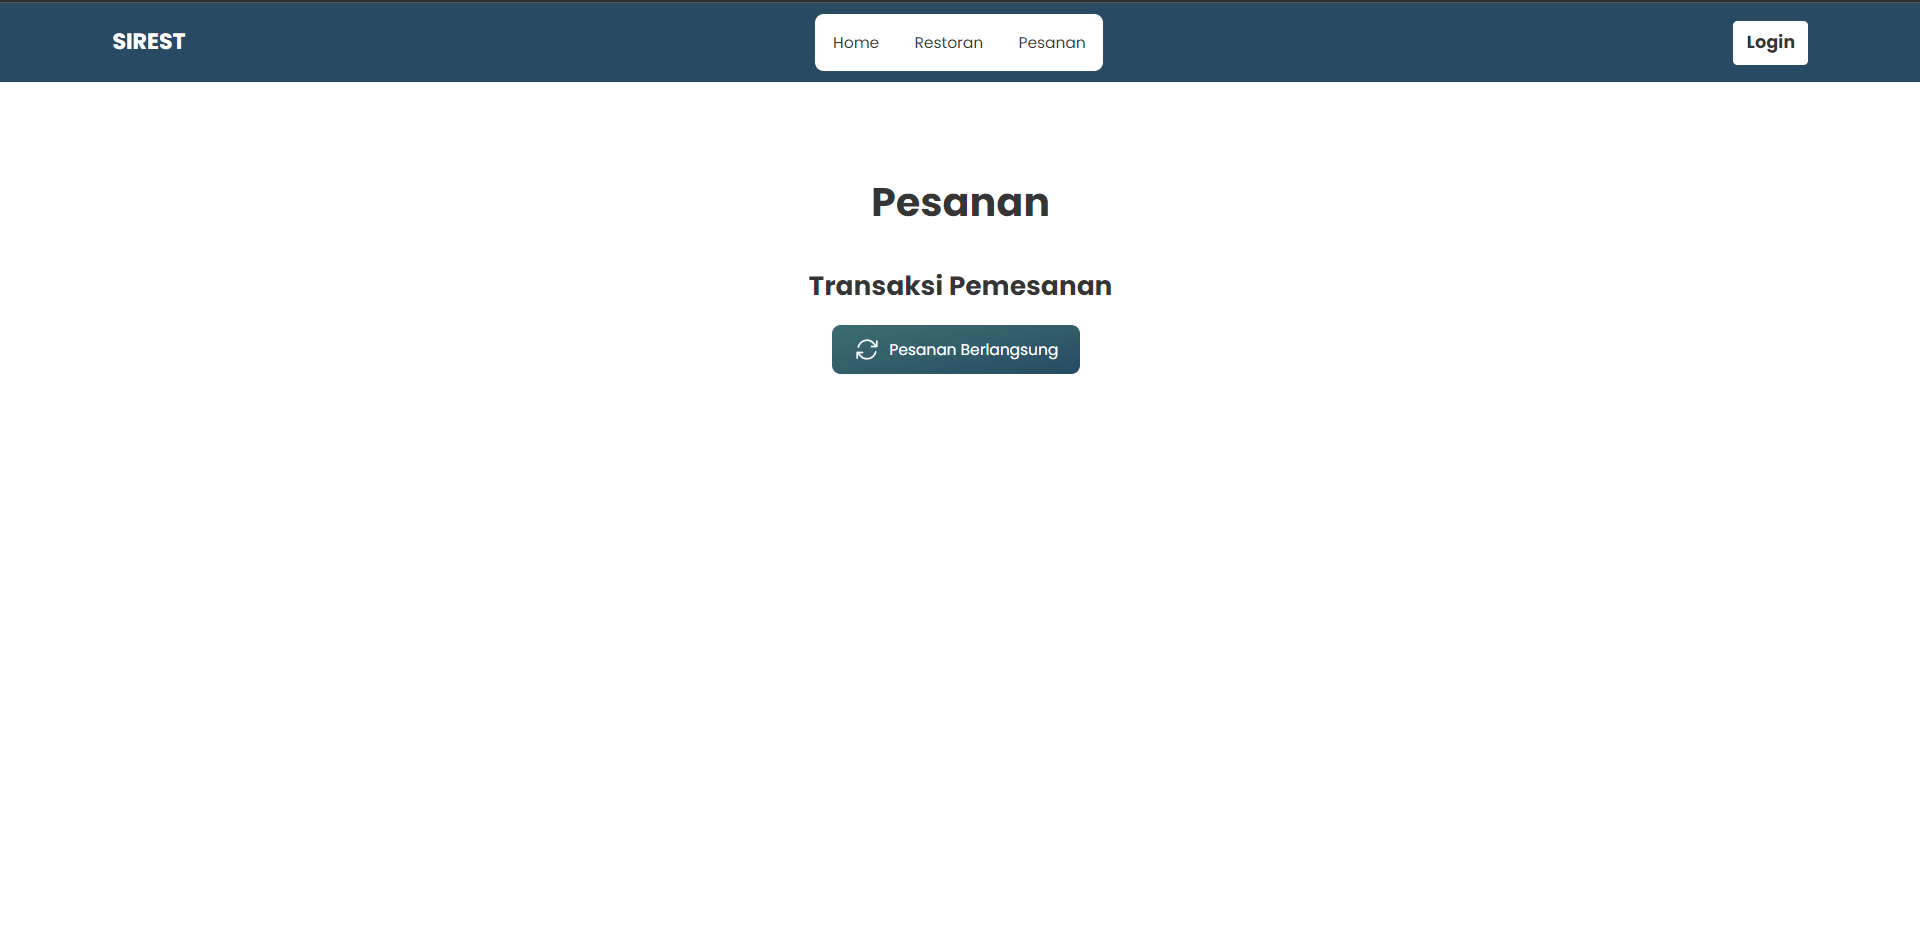 SIREST
Home Restoran Pesanan
Login
Pesanan
Transaksi Pemesanan
Pesanan Berlangsung